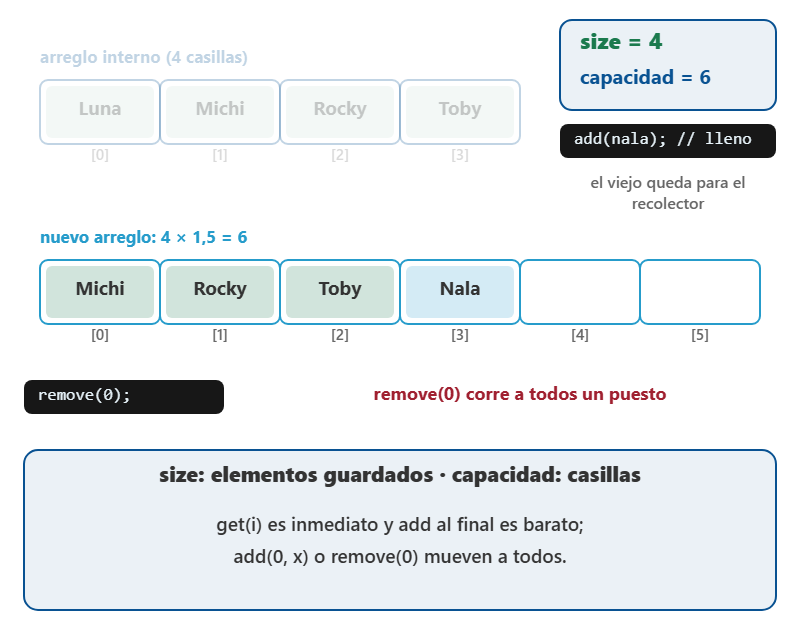 arreglo interno (4 casillas)
Luna Michi Rocky Toby
[0] [1] [2] [3]
size = 4
capacidad = 6
add(nala); // lleno
el viejo queda para el
recolector
nuevo arreglo: 4 × 1,5 = 6
Michi Rocky Toby Nala
[0] [1] [2] [3] [4] [5]
remove(0);
remove(0) corre a todos un puesto
size: elementos guardados · capacidad: casillas
get(i) es inmediato y add al final es barato;
add(0, x) o remove(0) mueven a todos.